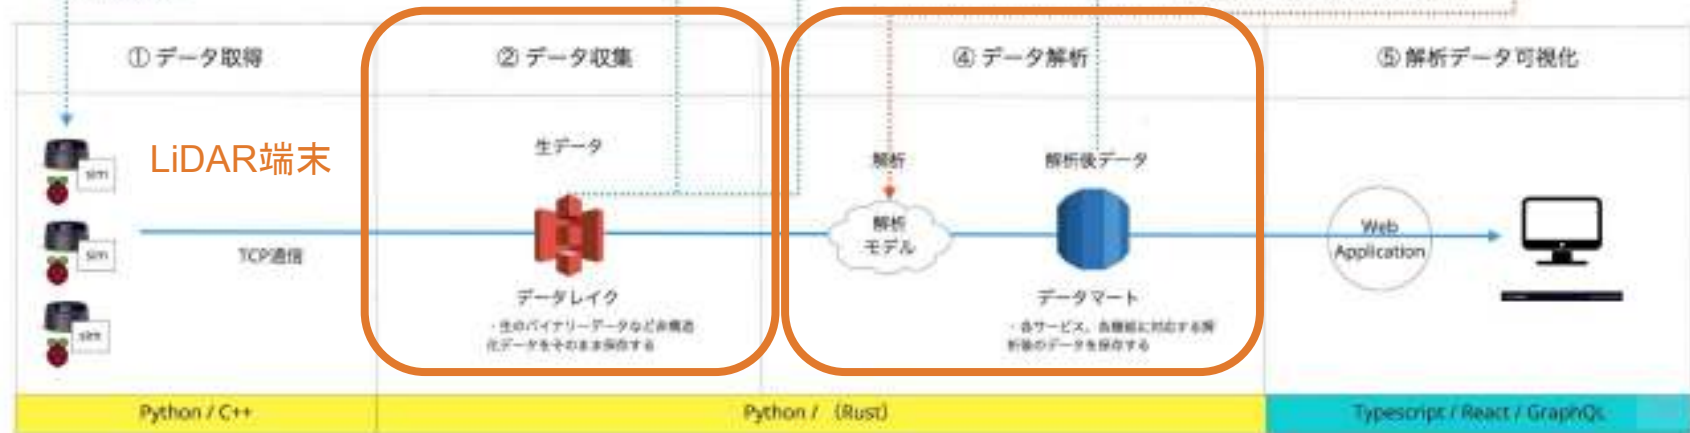 ① データ取得
② データ収集
④ データ解析
⑤ 解析データ可視化
LiDAR端末
sim
sim
sim
TCP通信
生データ
データレイク
・生のバイナリーデータなど非構造
化データをそのまま保存する
解析
解析
モデル
解析後データ
データマート
・各サービス、各機能に対応する解
析後のデータを保存する
Web
Application
Python / C++
Python / （Rust）
Typescript / React / GraphQL